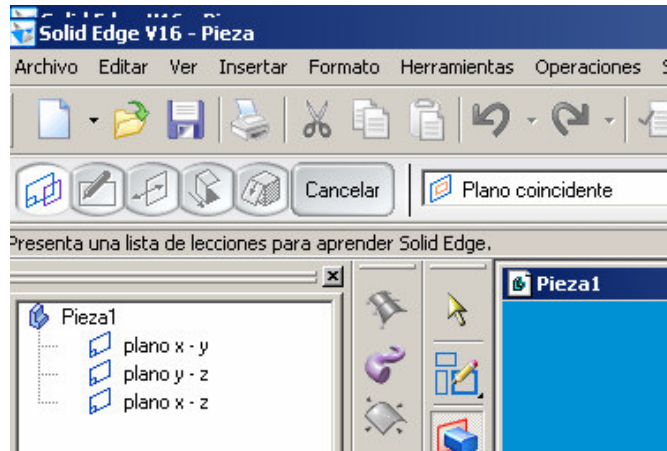 Solid Edge V16 - Pieza
Archivo Editar Ver Insertar Formato Herramientas Operaciones
Cancelar Plano coincidente
Presenta una lista de lecciones para aprender Solid Edge.
Pieza1
Pieza1
plano x - y
plano y - z
plano x - z